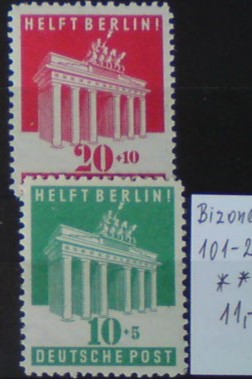 HELFT BERLIN!
20+10
HELFT BERLIN!
10+5
DEUTSCHE POST
Bizone
101-2
**
11,-